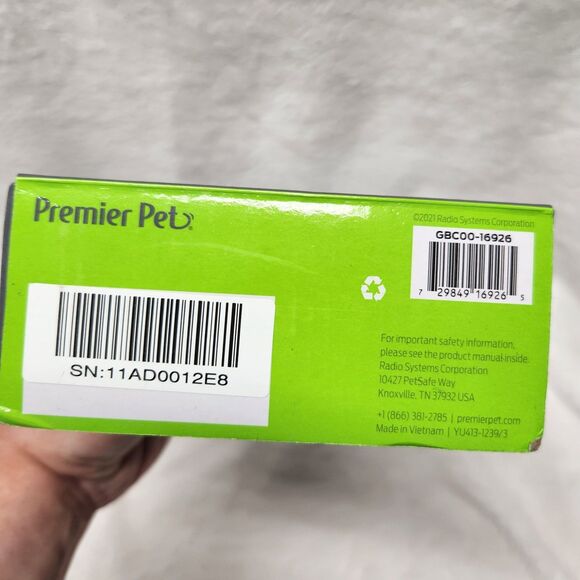 Premier Pet
©2021 Radio Systems Corporation
GBC00-16926
7 29849 16926 5
SN:11AD0012E8
For important safety information,
please see the product manual inside.
Radio Systems Corporation
10427 PetSafe Way
Knoxville, TN 37932 USA
+1 (866) 381-2785 | premierpet.com
Made in Vietnam | YU413-1239/3